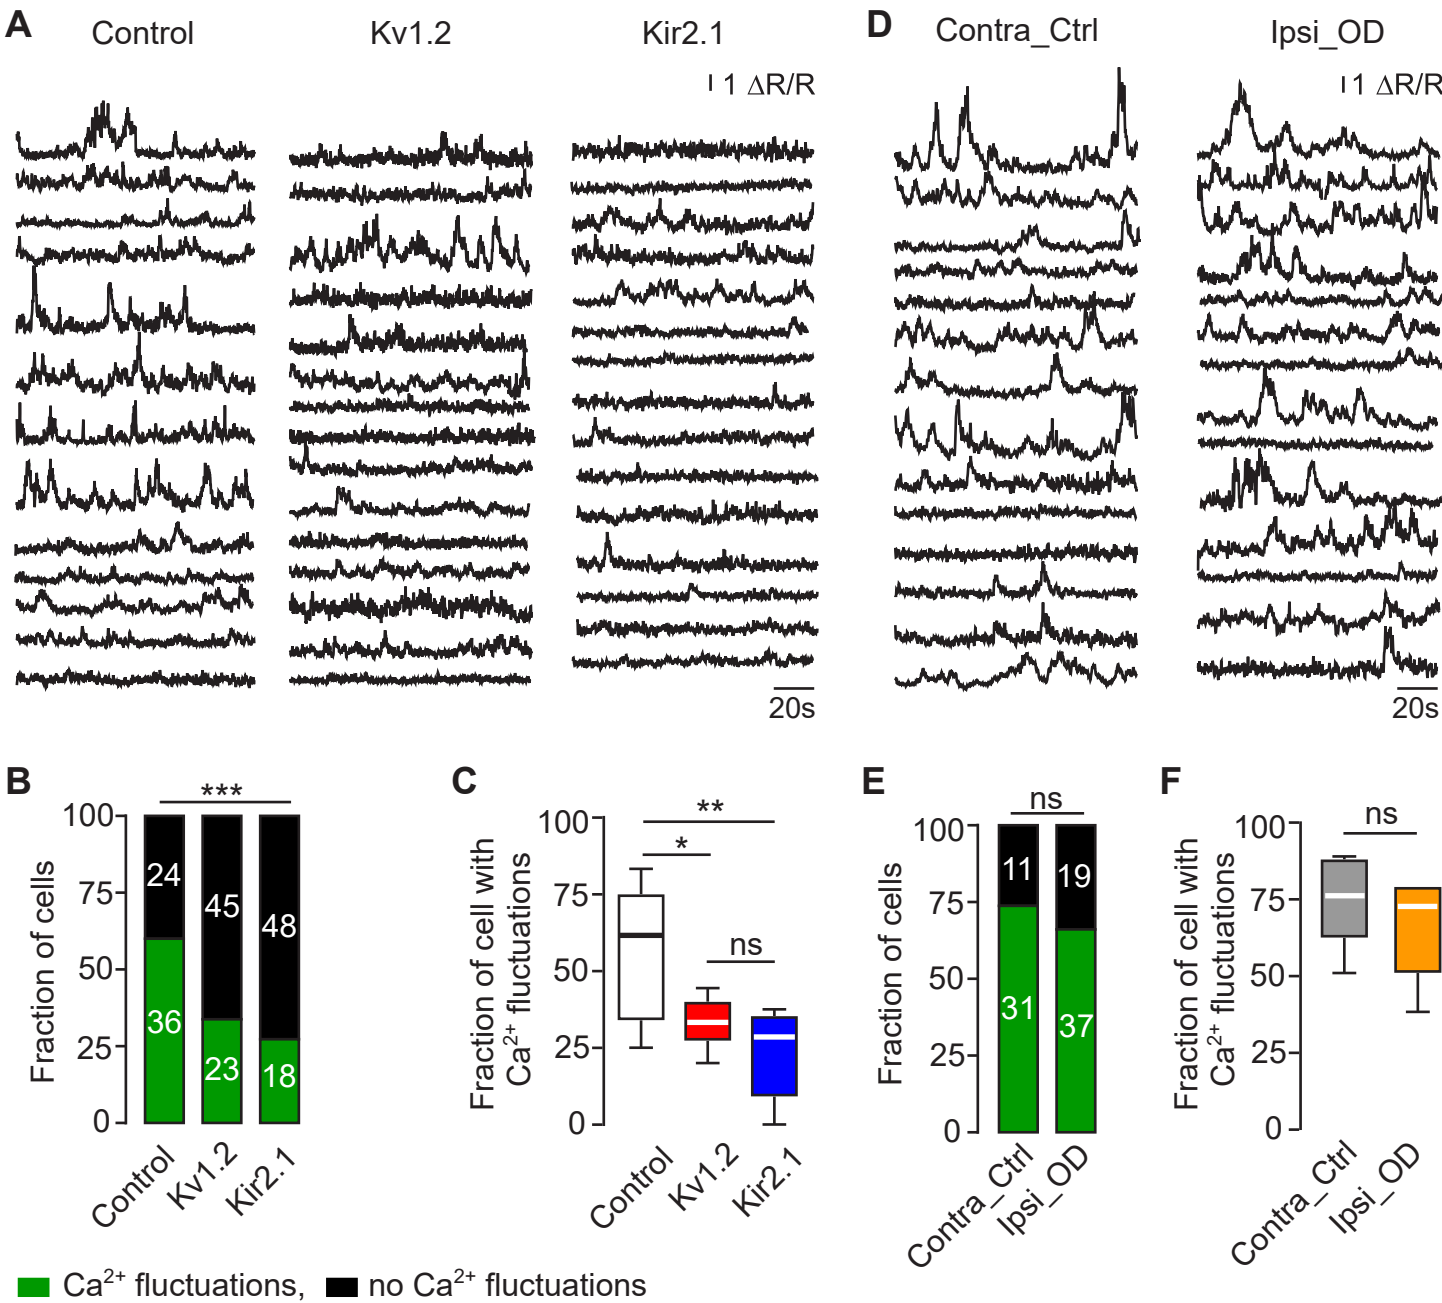 A
Control
Kv1.2
Kir2.1
1 ΔR/R
20s
D
Contra_Ctrl
Ipsi_OD
1 ΔR/R
20s
B
Fraction of cells
100
75
50
25
0
***
24
45
48
36
23
18
Control
Kv1.2
Kir2.1
C
Fraction of cell with
Ca²⁺ fluctuations
100
75
50
25
0
**
*
ns
Control
Kv1.2
Kir2.1
E
Fraction of cells
100
75
50
25
0
ns
11
19
31
37
Contra_Ctrl
Ipsi_OD
F
Fraction of cell with
Ca²⁺ fluctuations
100
75
50
25
0
ns
Contra_Ctrl
Ipsi_OD
Ca²⁺ fluctuations, no Ca²⁺ fluctuations